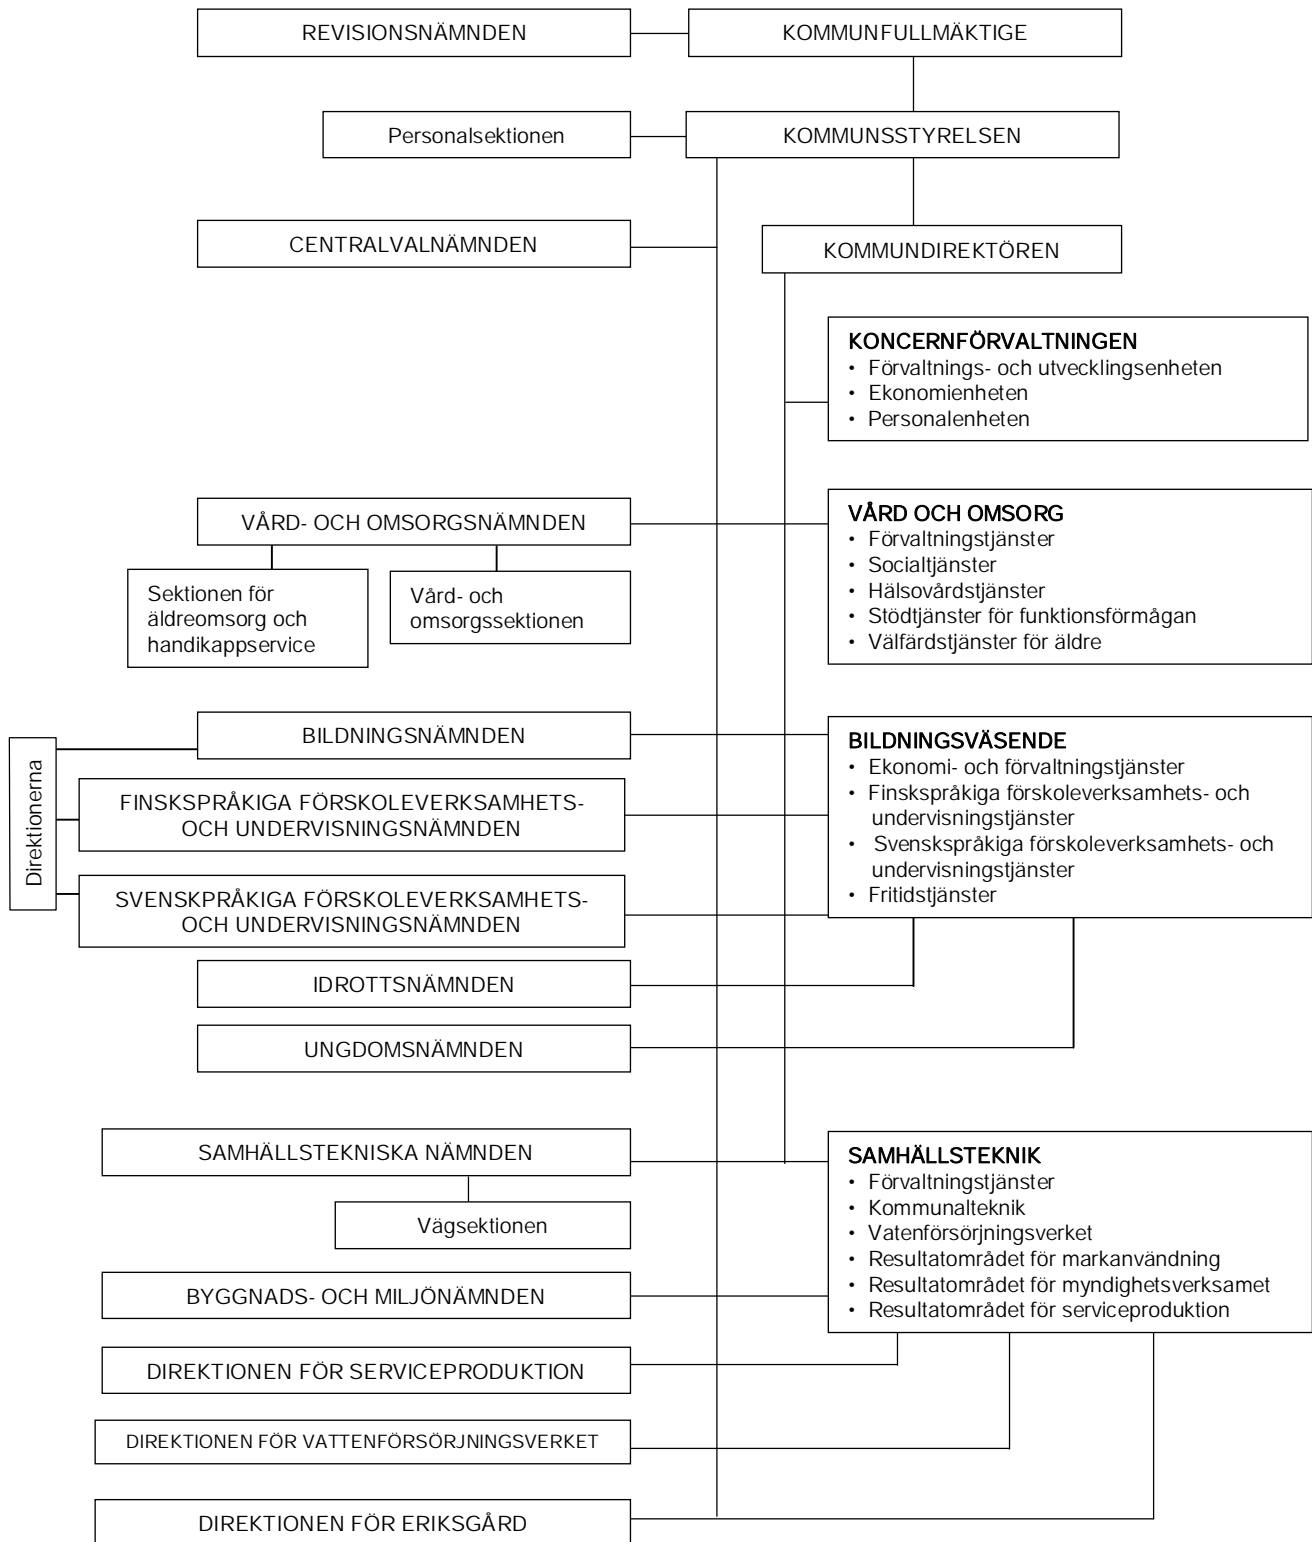 REVISIONSNÄMNDEN
KOMMUNFULLMÄKTIGE
Personalsektionen
KOMMUNSSTYRELSEN
CENTRALVALNÄMNDEN
KOMMUNDIREKTÖREN
KONCERNFÖRVALTNINGEN
• Förvaltnings- och utvecklingsenheten
• Ekonomienheten
• Personalenheten
VÅRD- OCH OMSORGSNÄMNDEN
Sektionen för
äldreomsorg och
handikappservice
Vård- och
omsorgssektionen
VÅRD OCH OMSORG
• Förvaltningstjänster
• Socialtjänster
• Hälsovårdstjänster
• Stödtjänster för funktionsförmågan
• Välfärdstjänster för äldre
Direktionerna
BILDNINGSNÄMNDEN
FINSKSPRÅKIGA FÖRSKOLEVERKSAMHETS-
OCH UNDERVISNINGSNÄMNDEN
SVENSKPRÅKIGA FÖRSKOLEVERKSAMHETS-
OCH UNDERVISNINGSNÄMNDEN
IDROTTSNÄMNDEN
UNGDOMSNÄMNDEN
BILDNINGSVÄSENDE
• Ekonomi- och förvaltningstjänster
• Finskspråkiga förskoleverksamhets- och
undervisningstjänster
• Svenskspråkiga förskoleverksamhets- och
undervisningstjänster
• Fritidstjänster
SAMHÄLLSTEKNISKA NÄMNDEN
Vägsektionen
BYGGNADS- OCH MILJÖNÄMNDEN
DIREKTIONEN FÖR SERVICEPRODUKTION
DIREKTIONEN FÖR VATTENFÖRSÖRJNINGSVERKET
DIREKTIONEN FÖR ERIKSGÅRD
SAMHÄLLSTEKNIK
• Förvaltningstjänster
• Kommunalteknik
• Vatenförsörjningsverket
• Resultatområdet för markanvändning
• Resultatområdet för myndighetsverksamet
• Resultatområdet för serviceproduktion